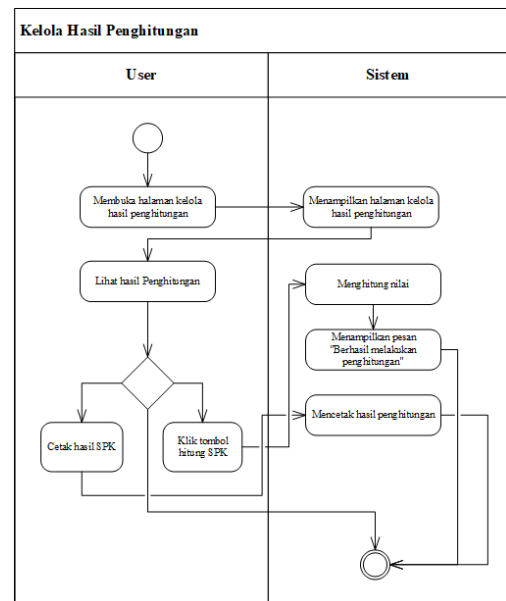 Kelola Hasil Penghitungan
User
Sistem
Membuka halaman kelola
hasil penghitungan
Menampilkan halaman kelola
hasil penghitungan
Lihat hasil Penghitungan
Menghitung nilai
Menampilkan pesan
"Berhasil melakukan
penghitungan"
Cetak hasil SPK
Klik tombol
hitung SPK
Mencetak hasil penghitungan